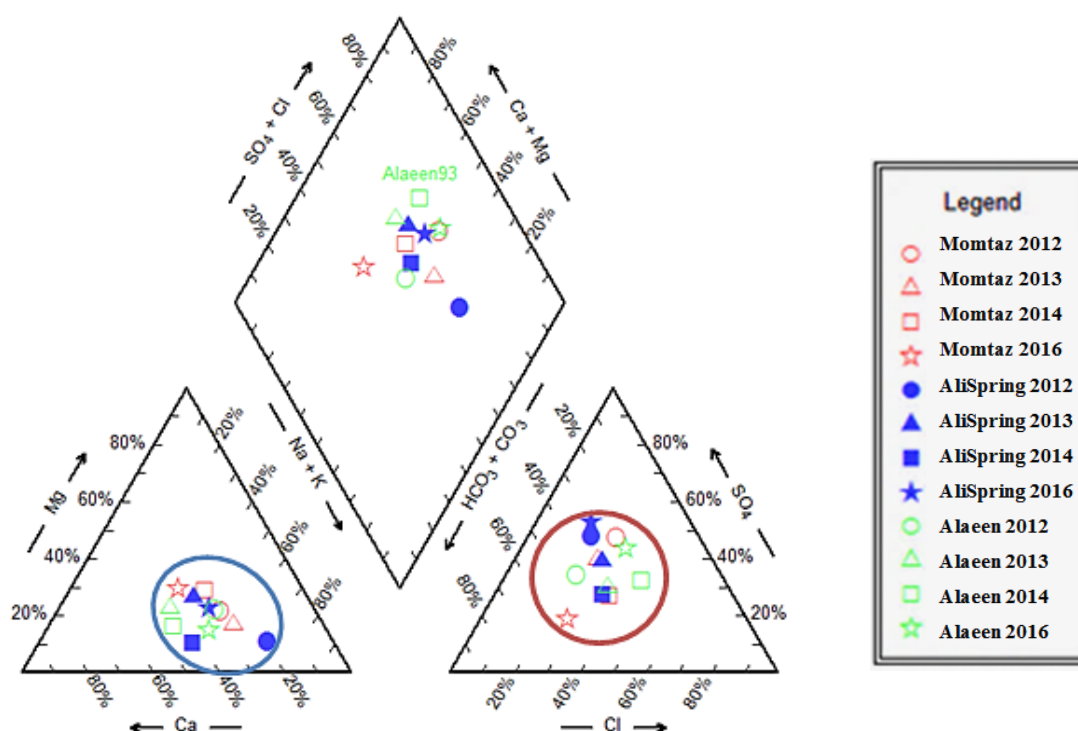 80%
80%
SO₄ + Cl
Ca + Mg
60%
60%
40%
40%
Alaeen93
20%
20%
Legend
Momtaz 2012
Momtaz 2013
Momtaz 2014
Momtaz 2016
AliSpring 2012
AliSpring 2013
AliSpring 2014
AliSpring 2016
Alaeen 2012
Alaeen 2013
Alaeen 2014
Alaeen 2016
Mg
80%
60%
40%
20%
20%
40%
60%
80%
Na + K
HCO₃ + CO₃
20%
40%
60%
80%
80%
60%
40%
20%
SO₄
80%
60%
40%
20%
Ca
20%
40%
60%
80%
Cl